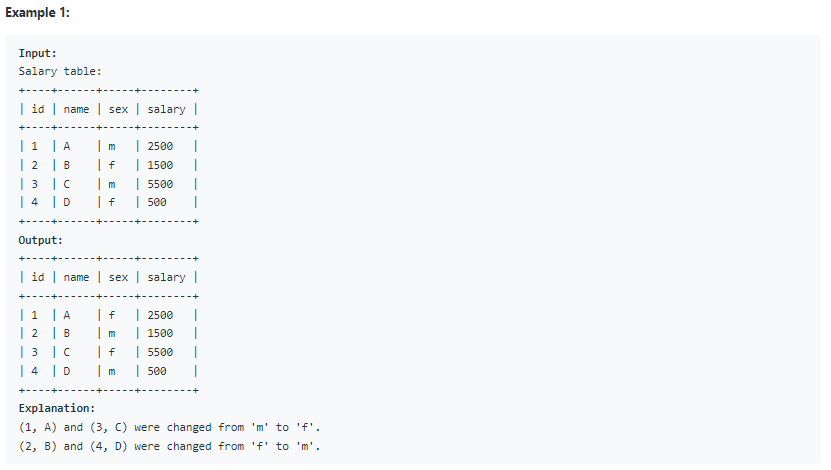 Example 1:
Input:
Salary table:
+----+------+-----+--------+
| id | name | sex | salary |
+----+------+-----+--------+
| 1  | A    | m   | 2500   |
| 2  | B    | f   | 1500   |
| 3  | C    | m   | 5500   |
| 4  | D    | f   | 500    |
+----+------+-----+--------+
Output:
+----+------+-----+--------+
| id | name | sex | salary |
+----+------+-----+--------+
| 1  | A    | f   | 2500   |
| 2  | B    | m   | 1500   |
| 3  | C    | f   | 5500   |
| 4  | D    | m   | 500    |
+----+------+-----+--------+
Explanation:
(1, A) and (3, C) were changed from 'm' to 'f'.
(2, B) and (4, D) were changed from 'f' to 'm'.